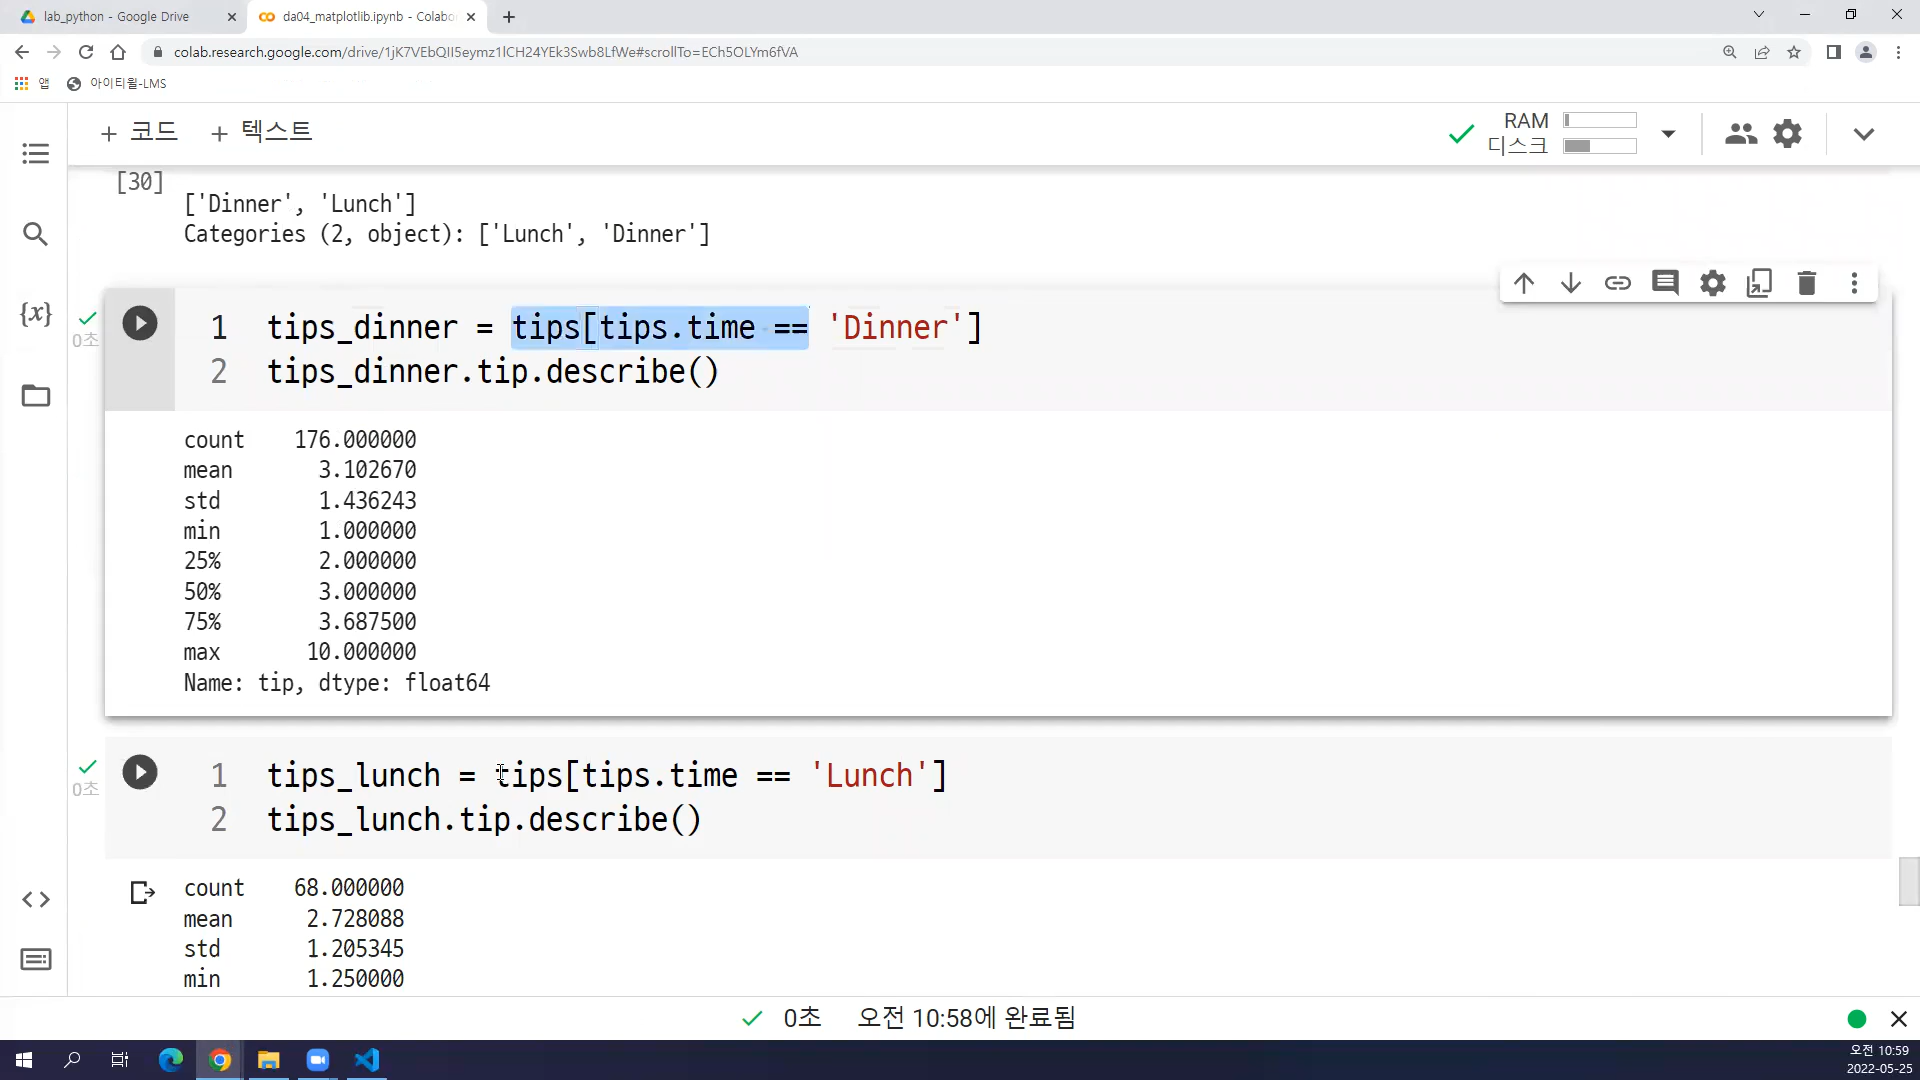 lab_python - Google Drive
da04_matplotlib.ipynb - Colabo
colab.research.google.com/drive/1jK7VEbQII5eymz1lCH24YEk3Swb8LfWe#scrollTo=ECh5OLYm6fVA
앱
아이티윌-LMS
+ 코드 + 텍스트
RAM
디스크
[30]
['Dinner', 'Lunch']
Categories (2, object): ['Lunch', 'Dinner']
{x}
0초
1 tips_dinner = tips[tips.time == 'Dinner']
2 tips_dinner.tip.describe()
count 176.000000
mean 3.102670
std 1.436243
min 1.000000
25% 2.000000
50% 3.000000
75% 3.687500
max 10.000000
Name: tip, dtype: float64
0초
1 tips_lunch = tips[tips.time == 'Lunch']
2 tips_lunch.tip.describe()
count 68.000000
mean 2.728088
std 1.205345
min 1.250000
0초 오전 10:58에 완료됨
오전 10:59
2022-05-25